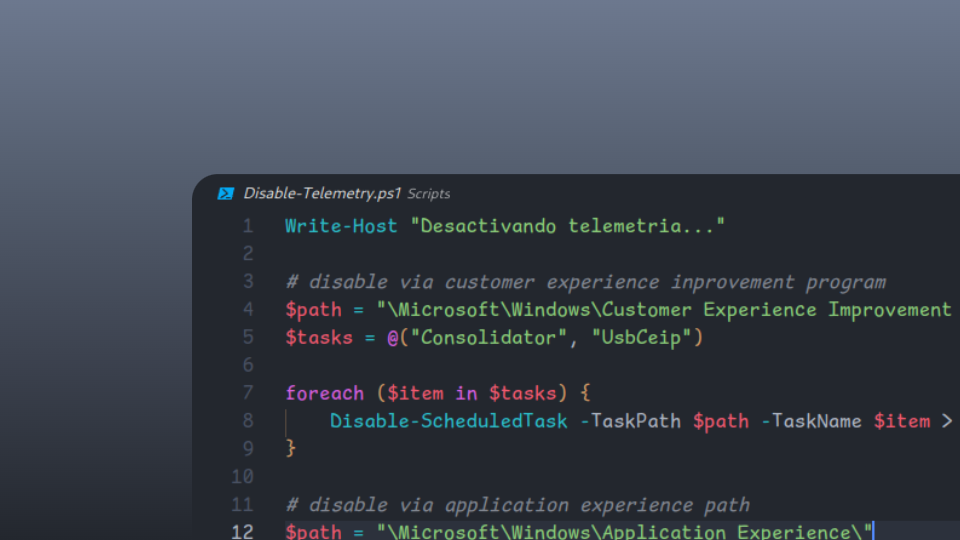 Disable-Telemetry.ps1 Scripts
1 Write-Host "Desactivando telemetria..."
2
3 # disable via customer experience inprovement program
4 $path = "\Microsoft\Windows\Customer Experience Improvement
5 $tasks = @("Consolidator", "UsbCeip")
6
7 foreach ($item in $tasks) {
8 Disable-ScheduledTask -TaskPath $path -TaskName $item >
9 }
10
11 # disable via application experience path
12 $path = "\Microsoft\Windows\Application Experience\"